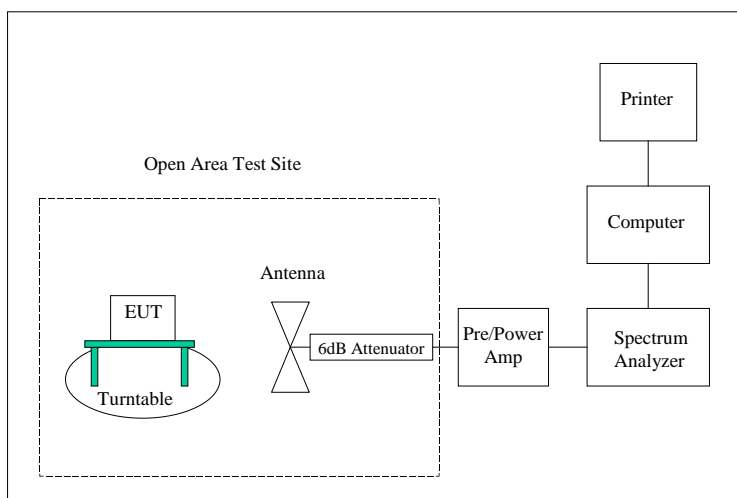 Printer
Open Area Test Site
Computer
Antenna
EUT
6dB Attenuator
Pre/Power
Amp
Spectrum
Analyzer
Turntable